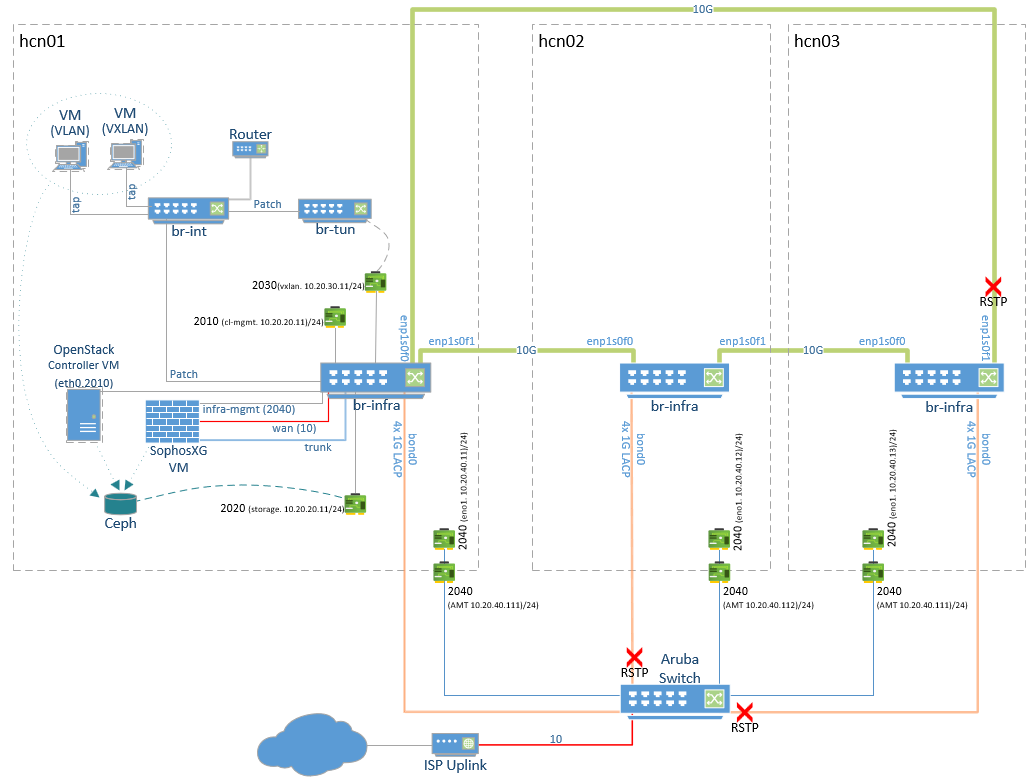 10G
hcn01
hcn02
hcn03
VM
(VLAN)
VM
(VXLAN)
Router
tap
tap
Patch
br-int
br-tun
2030(vxlan. 10.20.30.11/24)
2010 (cl-mgmt. 10.20.20.11)/24)
RSTP
enp1s0f0
enp1s0f1
10G
enp1s0f0
enp1s0f1
10G
enp1s0f0
enp1s0f1
OpenStack
Controller VM
(eth0.2010)
Patch
br-infra
br-infra
br-infra
infra-mgmt (2040)
wan (10)
trunk
SophosXG
VM
4x 1G LACP
bond0
4x 1G LACP
bond0
4x 1G LACP
bond0
2040 (eno1. 10.20.40.11)/24)
2040 (eno1. 10.20.40.12)/24)
2040 (eno1. 10.20.40.13)/24)
2020 (storage. 10.20.20.11/24)
Ceph
2040
(AMT 10.20.40.111)/24)
2040
(AMT 10.20.40.112)/24)
2040
(AMT 10.20.40.111)/24)
RSTP
Aruba
Switch
RSTP
10
ISP Uplink